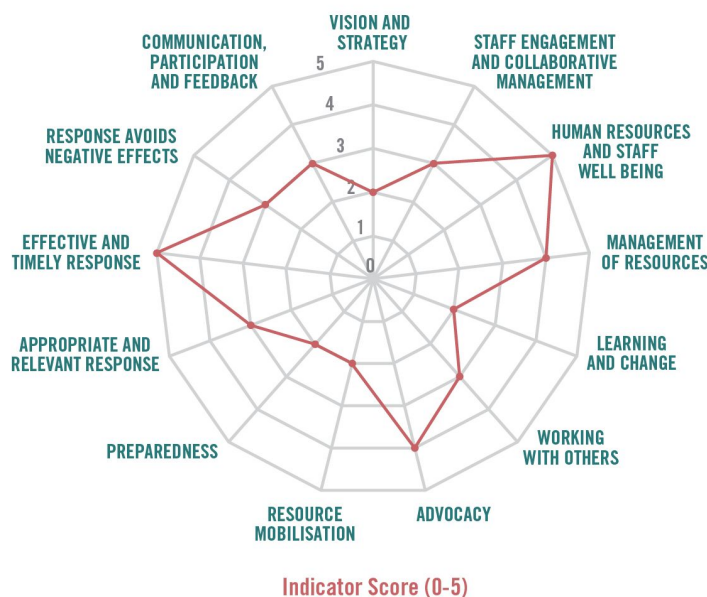 VISION AND
STRATEGY
STAFF ENGAGEMENT
AND COLLABORATIVE
MANAGEMENT
HUMAN RESOURCES
AND STAFF
WELL BEING
MANAGEMENT
OF RESOURCES
LEARNING
AND CHANGE
WORKING
WITH OTHERS
ADVOCACY
RESOURCE
MOBILISATION
PREPAREDNESS
APPROPRIATE AND
RELEVANT RESPONSE
EFFECTIVE AND
TIMELY RESPONSE
RESPONSE AVOIDS
NEGATIVE EFFECTS
COMMUNICATION,
PARTICIPATION
AND FEEDBACK
5
4
3
2
1
0
Indicator Score (0-5)